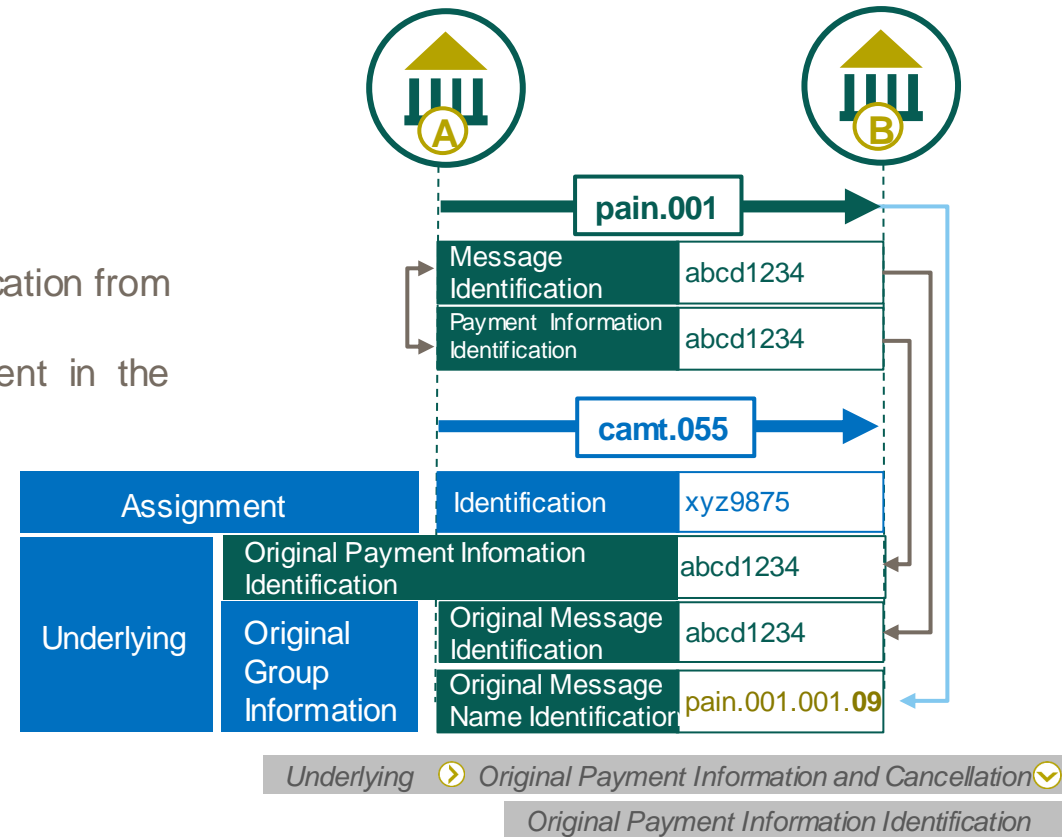 A
B
pain.001
Message
Identification
abcd1234
Payment Information
Identification
abcd1234
from
ent in the
camt.055
Assignment
Identification
xyz9875
Underlying
Original Payment Infomation
Identification
abcd1234
Original
Group
Information
Original Message
Identification
abcd1234
Original Message
Name Identification
pain.001.001.09
Underlying Original Payment Information and Cancellation
Original Payment Information Identification